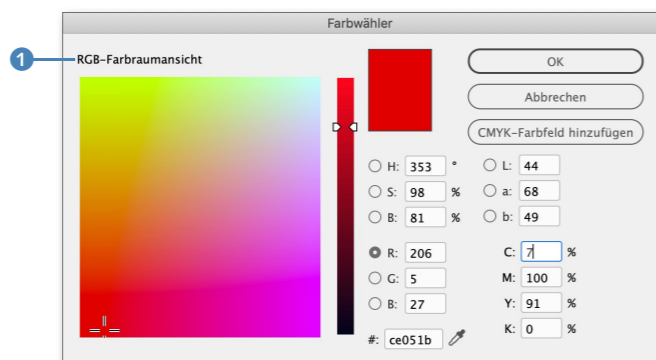 Farbwähler
1
RGB-Farbraumansicht
OK
Abbrechen
CMYK-Farbfeld hinzufügen
H: 353 ° L: 44
S: 98 % a: 68
B: 81 % b: 49
R: 206 C: 7 %
G: 5 M: 100 %
B: 27 Y: 91 %
#: ce051b K: 0 %